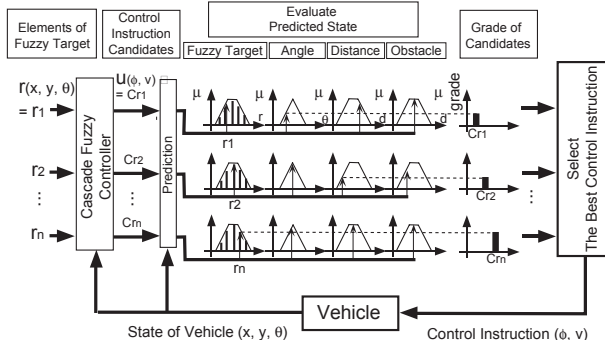 Elements of
Fuzzy Target
Control
Instruction
Candidates
Evaluate
Predicted State
Fuzzy Target
Angle
Distance
Obstacle
Grade of
Candidates
r(x, y, θ)
= r1
u(ϕ, v)
= Cr1
Cascade Fuzzy
Controller
Prediction
μ
r
μ
θ
μ
d
μ
d
μ
grade
Cr1
r1
r2
Cr2
r2
Cr2
...
...
...
rn
Crn
rn
Crn
Select
The Best Control Instruction
Vehicle
State of Vehicle (x, y, θ)
Control Instruction (ϕ, v)